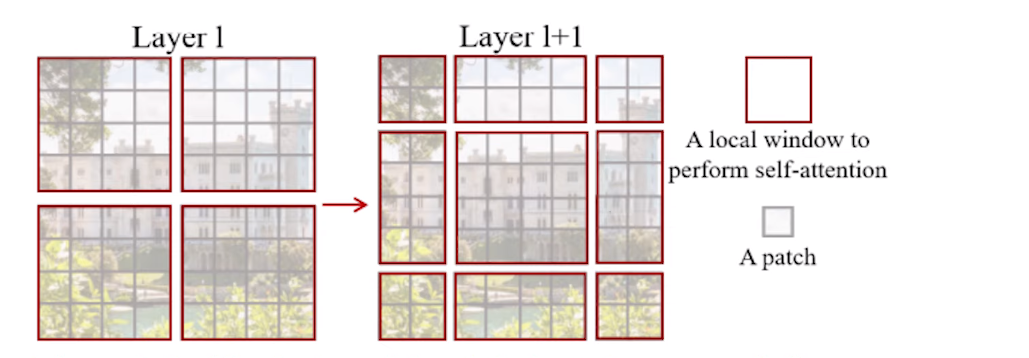 Layer l
Layer l+1
A local window to
perform self-attention
A patch